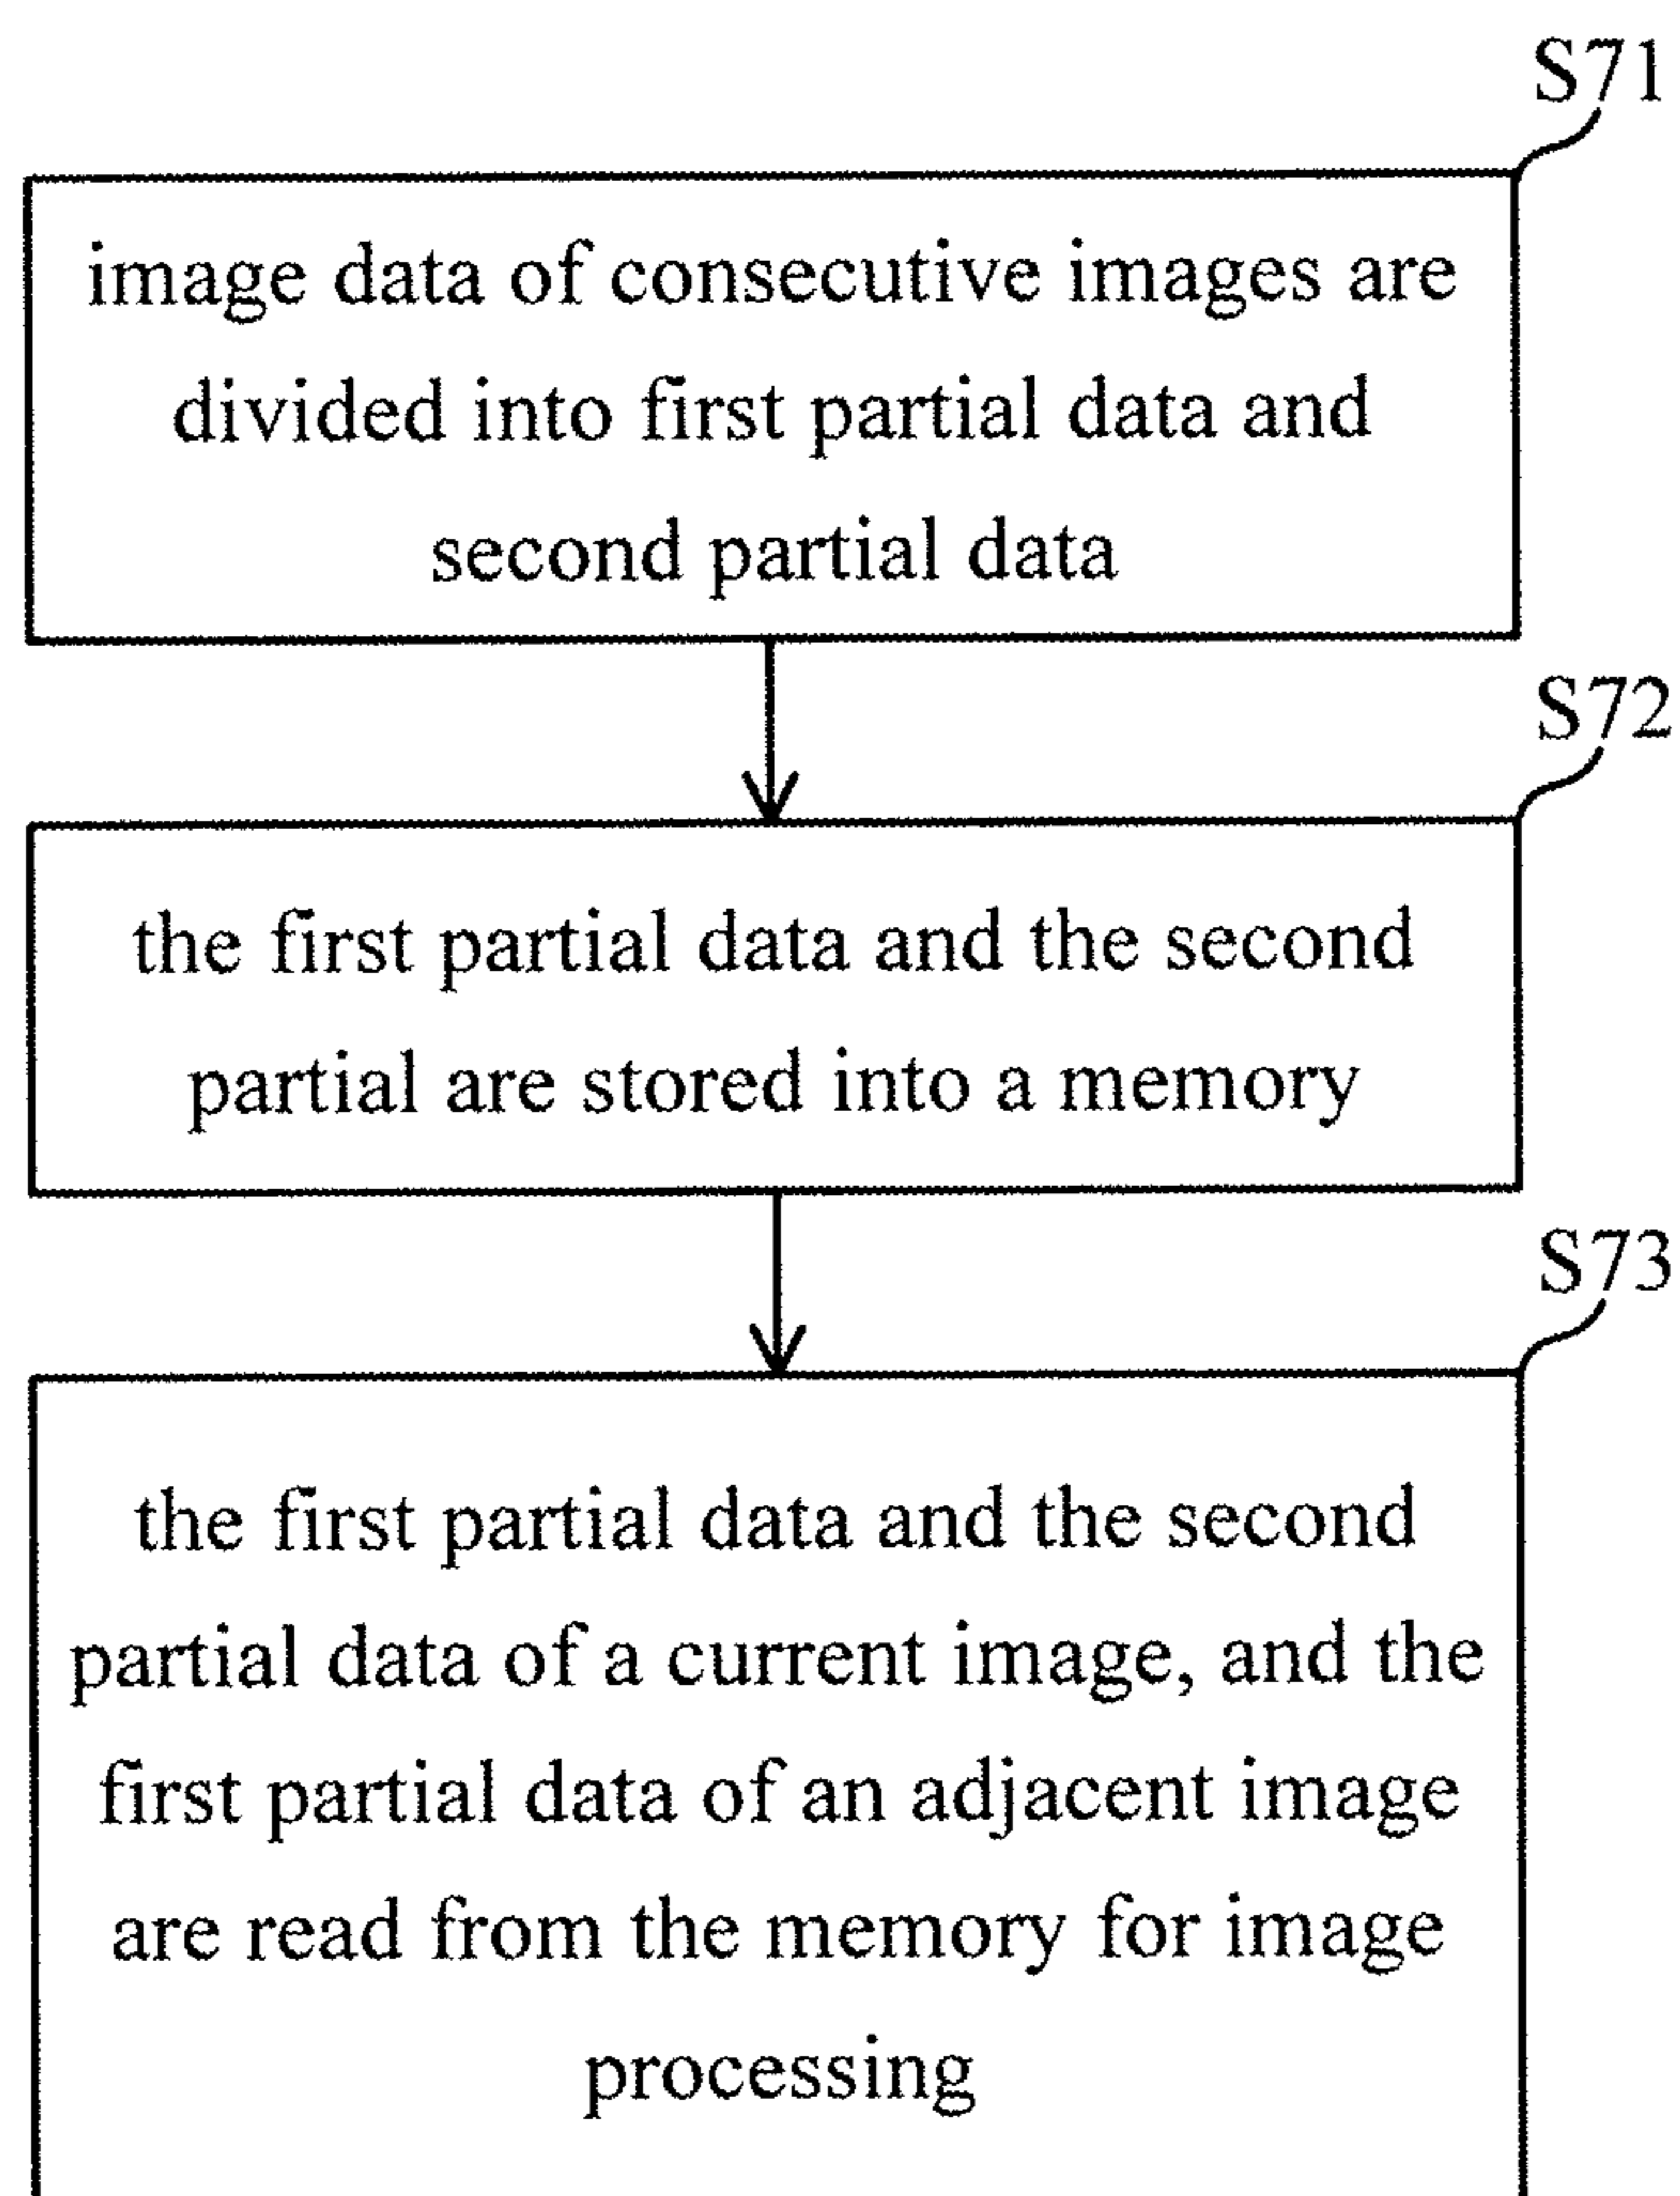 S71
image data of consecutive images are
divided into first partial data and
second partial data
S72
the first partial data and the second
partial are stored into a memory
S73
the first partial data and the second
partial data of a current image, and the
first partial data of an adjacent image
are read from the memory for image
processing